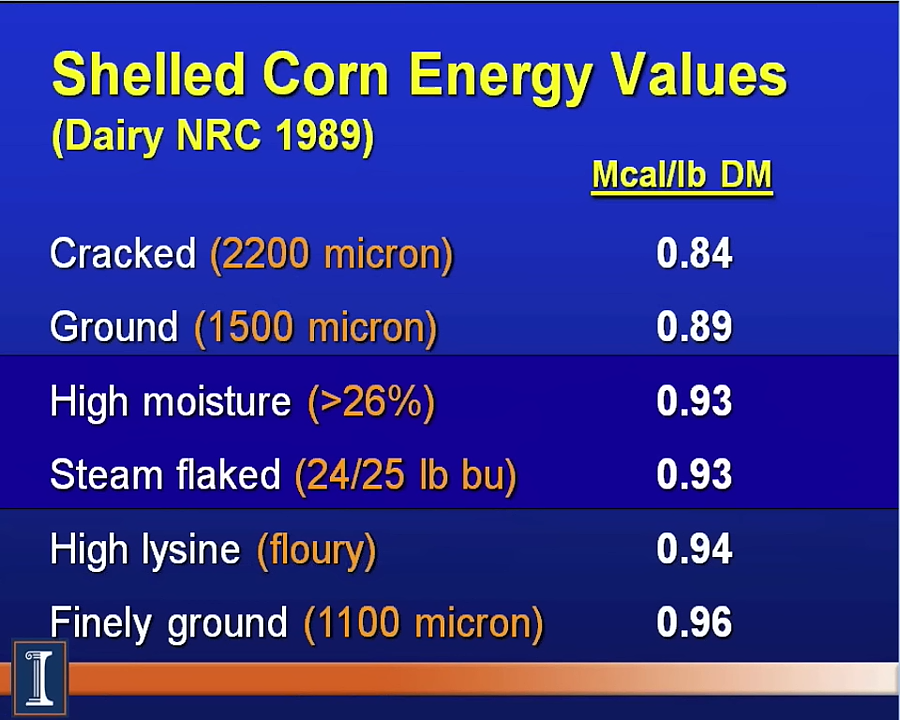 Shelled Corn Energy Values
(Dairy NRC 1989)
Mcal/lb DM
Cracked (2200 micron) 0.84
Ground (1500 micron) 0.89
High moisture (>26%) 0.93
Steam flaked (24/25 lb bu) 0.93
High lysine (floury) 0.94
Finely ground (1100 micron) 0.96